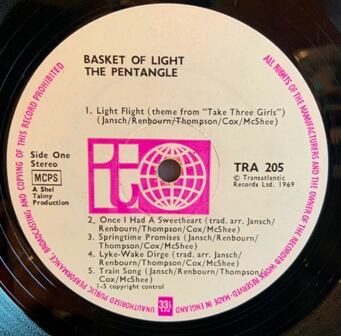 BASKET OF LIGHT
THE PENTANGLE
1. Light Flight (theme from "Take Three Girls")
(Jansch/Renbourn/Thompson/Cox/McShee)
Side One
Stereo
MCPS
A Shel
Talmy
Production
TRA 205
Ⓟ Transatlantic
Records Ltd. 1969
2. Once I Had A Sweetheart (trad. arr. Jansch/
Renbourn/Thompson/Cox/McShee)
3. Springtime Promises (Jansch/Renbourn/
Thompson/Cox/McShee)
4. Lyke-Wake Dirge (trad. arr. Jansch/
Renbourn/Thompson/Cox/McShee)
5. Train Song (Jansch/Renbourn/Thompson/
Cox/McShee)
1-5 copyright control
33⅓
ALL RIGHTS OF THE MANUFACTURERS AND OF THE OWNER OF THE RECORDED WORK RESERVED-MADE IN ENGLAND
UNAUTHORISED PUBLIC PERFORMANCE, BROADCASTING AND COPYING OF THIS RECORD PROHIBITED